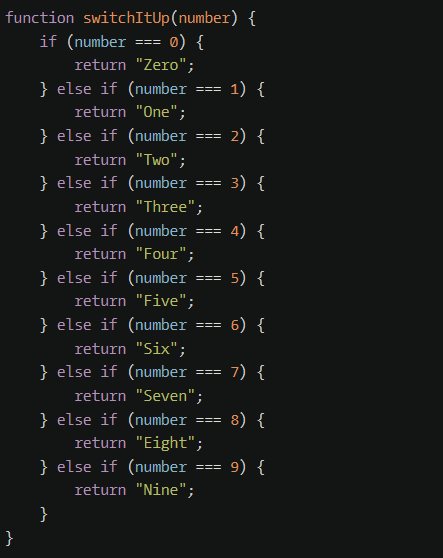 function switchItUp(number) {
    if (number === 0) {
        return "Zero";
    } else if (number === 1) {
        return "One";
    } else if (number === 2) {
        return "Two";
    } else if (number === 3) {
        return "Three";
    } else if (number === 4) {
        return "Four";
    } else if (number === 5) {
        return "Five";
    } else if (number === 6) {
        return "Six";
    } else if (number === 7) {
        return "Seven";
    } else if (number === 8) {
        return "Eight";
    } else if (number === 9) {
        return "Nine";
    }
}